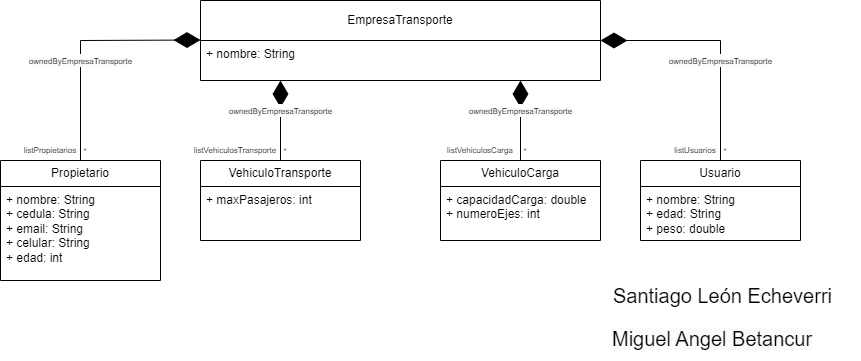 EmpresaTransporte
+ nombre: String
ownedByEmpresaTransporte
ownedByEmpresaTransporte
ownedByEmpresaTransporte
ownedByEmpresaTransporte
listPropietarios *
listVehiculosTransporte *
listVehiculosCarga *
listUsuarios *
Propietario
+ nombre: String
+ cedula: String
+ email: String
+ celular: String
+ edad: int
VehiculoTransporte
+ maxPasajeros: int
VehiculoCarga
+ capacidadCarga: double
+ numeroEjes: int
Usuario
+ nombre: String
+ edad: String
+ peso: double
Santiago León Echeverri
Miguel Angel Betancur